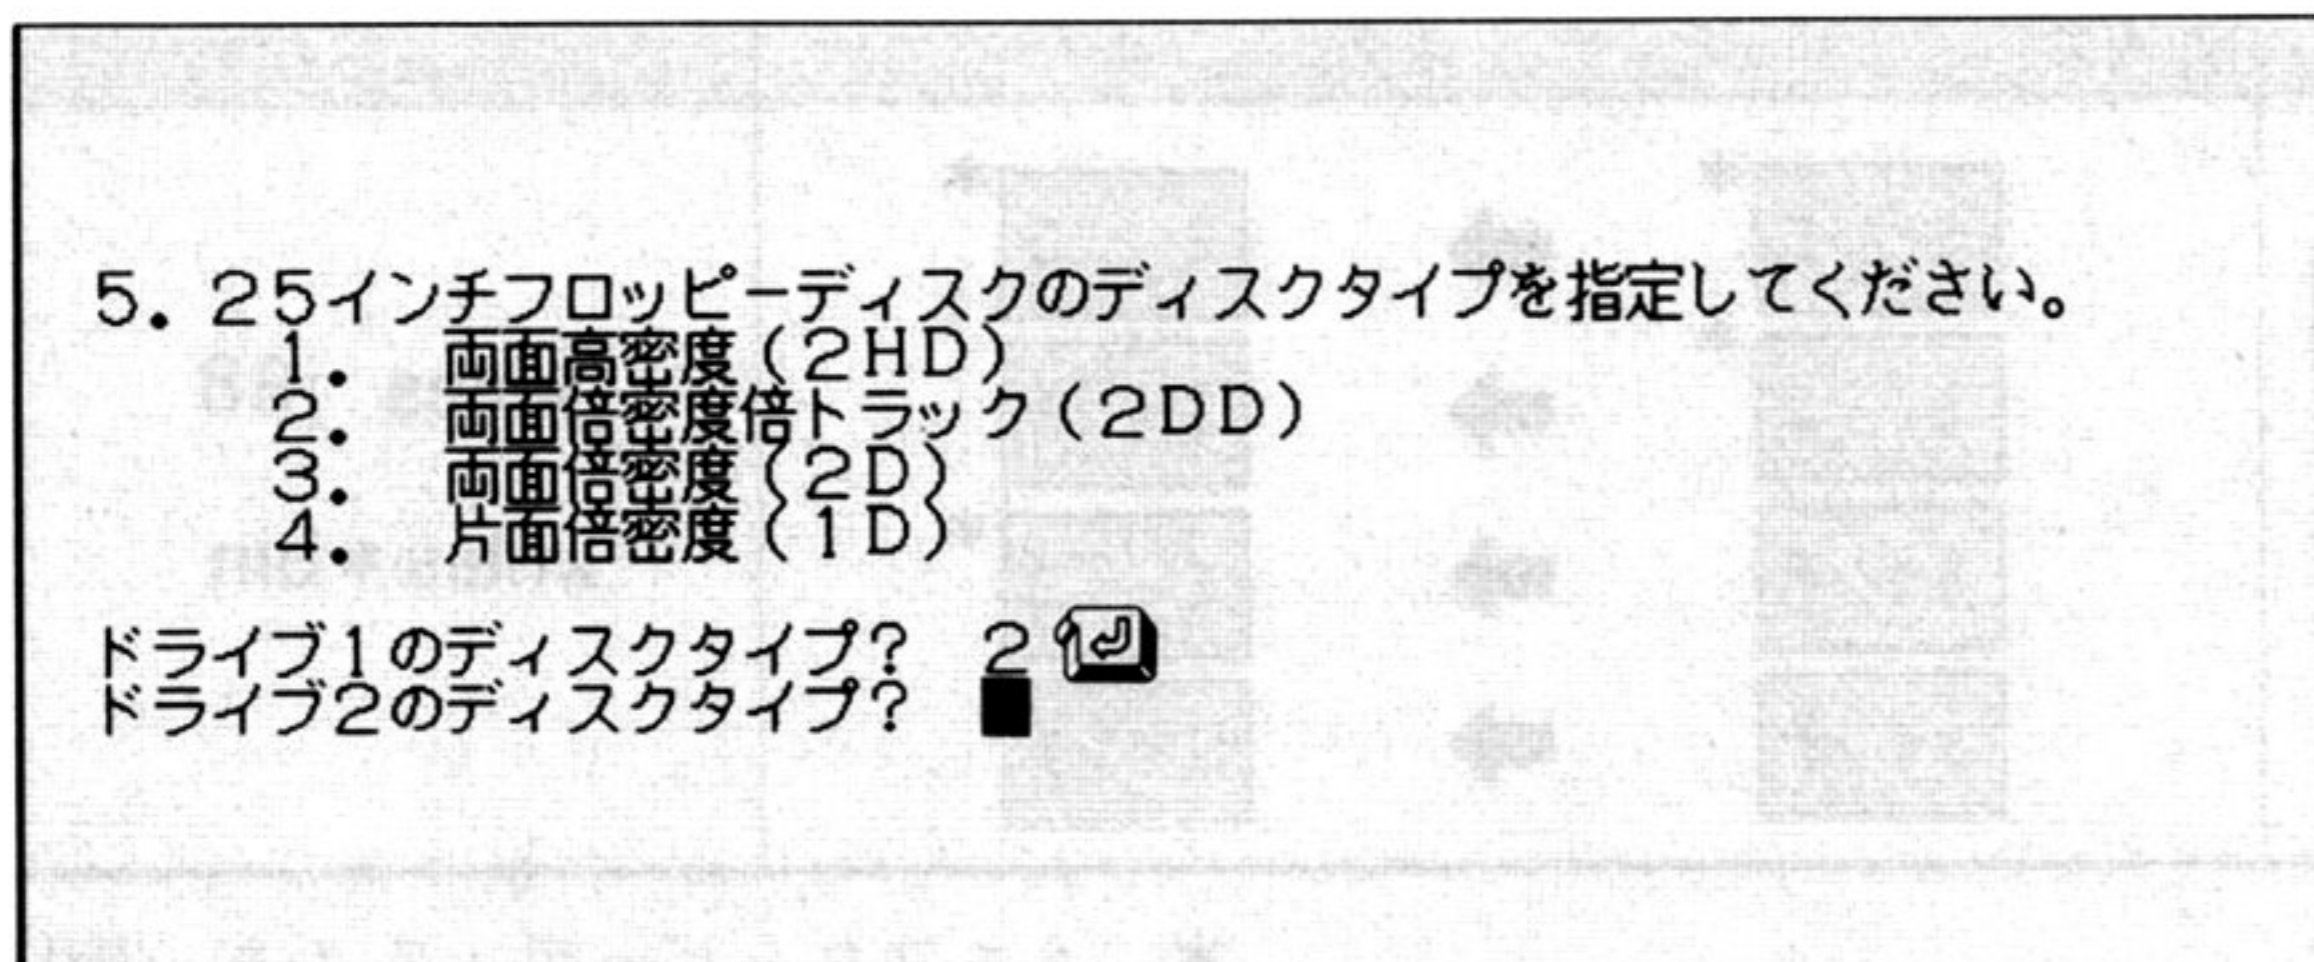 5．25インチフロッピーディスクのディスクタイプを指定してください。
1． 両面高密度（2HD）
2． 両面倍密度倍トラック（2DD）
3． 両面倍密度（2D）
4． 片面倍密度（1D）
ドライブ1のディスクタイプ？ 2
ドライブ2のディスクタイプ？